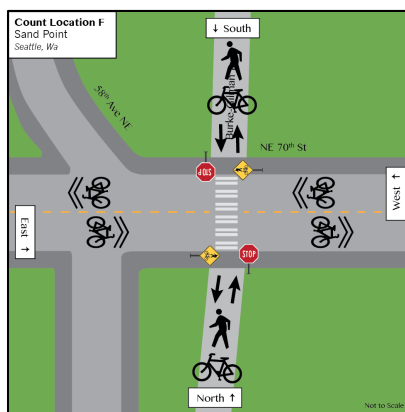 Count Location F
Sand Point
Seattle, Wa
↓ South
58th Ave NE
Burke-Gilman
NE 70th St
STOP
West ↑
East ↑
STOP
North ↑
Not to Scale